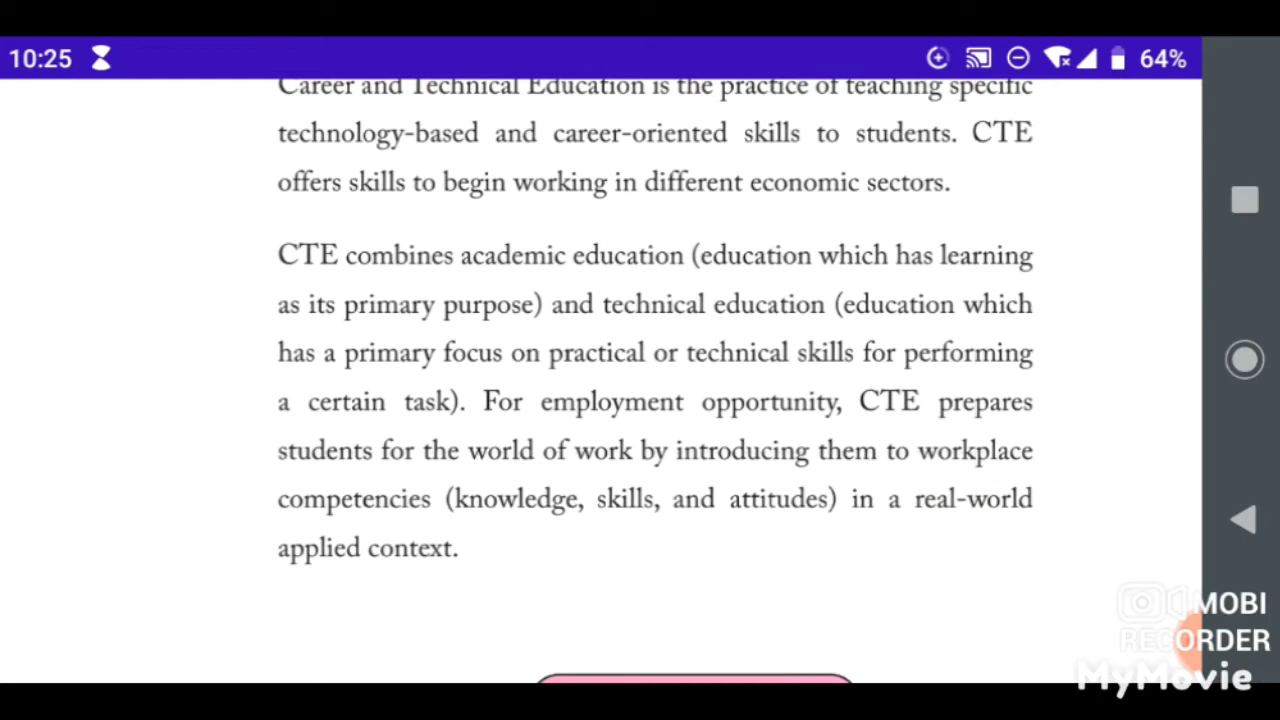 10:25
64%
Career and Technical Education is the practice of teaching specific
technology-based and career-oriented skills to students. CTE
offers skills to begin working in different economic sectors.
CTE combines academic education (education which has learning
as its primary purpose) and technical education (education which
has a primary focus on practical or technical skills for performing
a certain task). For employment opportunity, CTE prepares
students for the world of work by introducing them to workplace
competencies (knowledge, skills, and attitudes) in a real-world
applied context.
MOBI
RECORDER
MyMovie